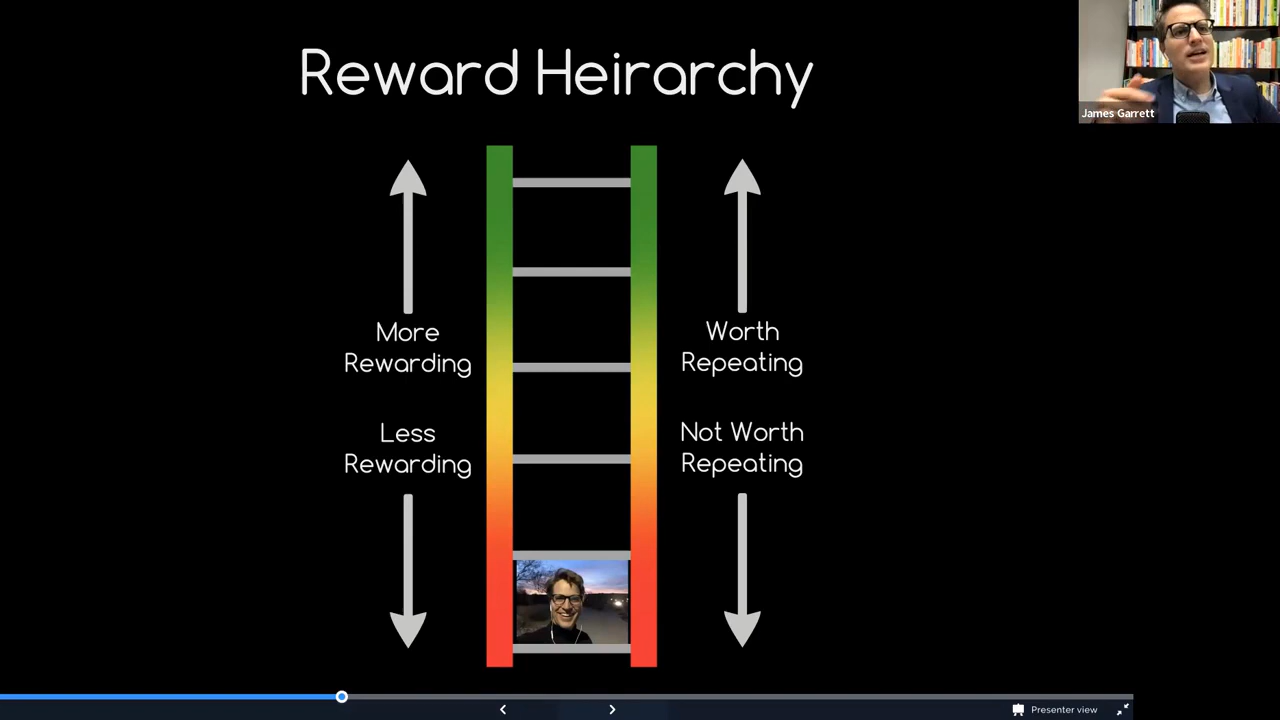 Reward Heirarchy
James Garrett
More
Rewarding
Worth
Repeating
Less
Rewarding
Not Worth
Repeating
Presenter view